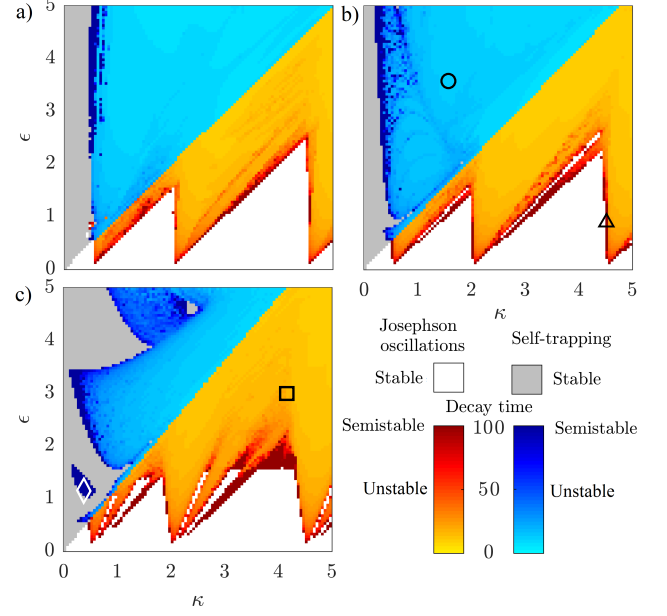 a)
5
4
3
2
1
0
ϵ
b)
0 1 2 3 4 5
κ
c)
5
4
3
2
1
0
ϵ
0 1 2 3 4 5
κ
Josephson
oscillations
Self-trapping
Stable
Stable
Decay time
Semistable
100
Semistable
Unstable
50
Unstable
0